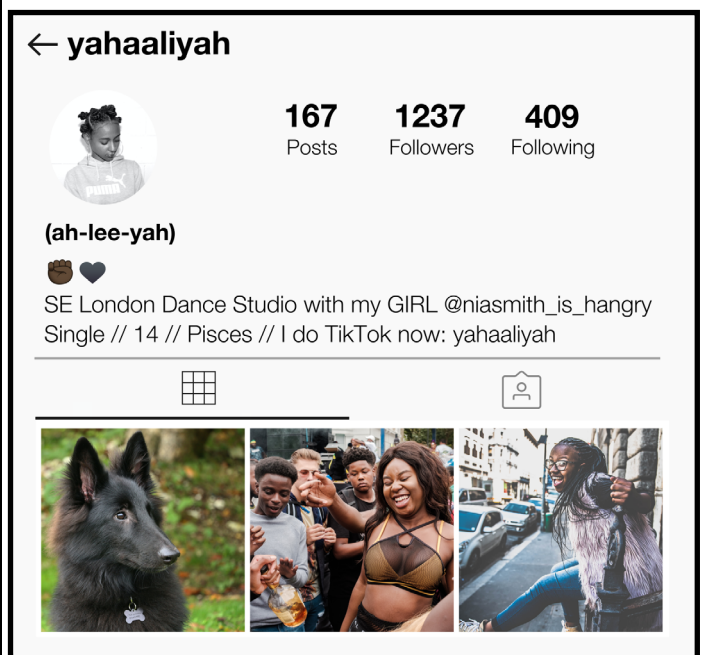 yahaaliyah
167 1237 409
Posts Followers Following
PUMA
(ah-lee-yah)
✊🏿🖤
SE London Dance Studio with my GIRL @niasmith_is_hangry
Single // 14 // Pisces // I do TikTok now: yahaaliyah